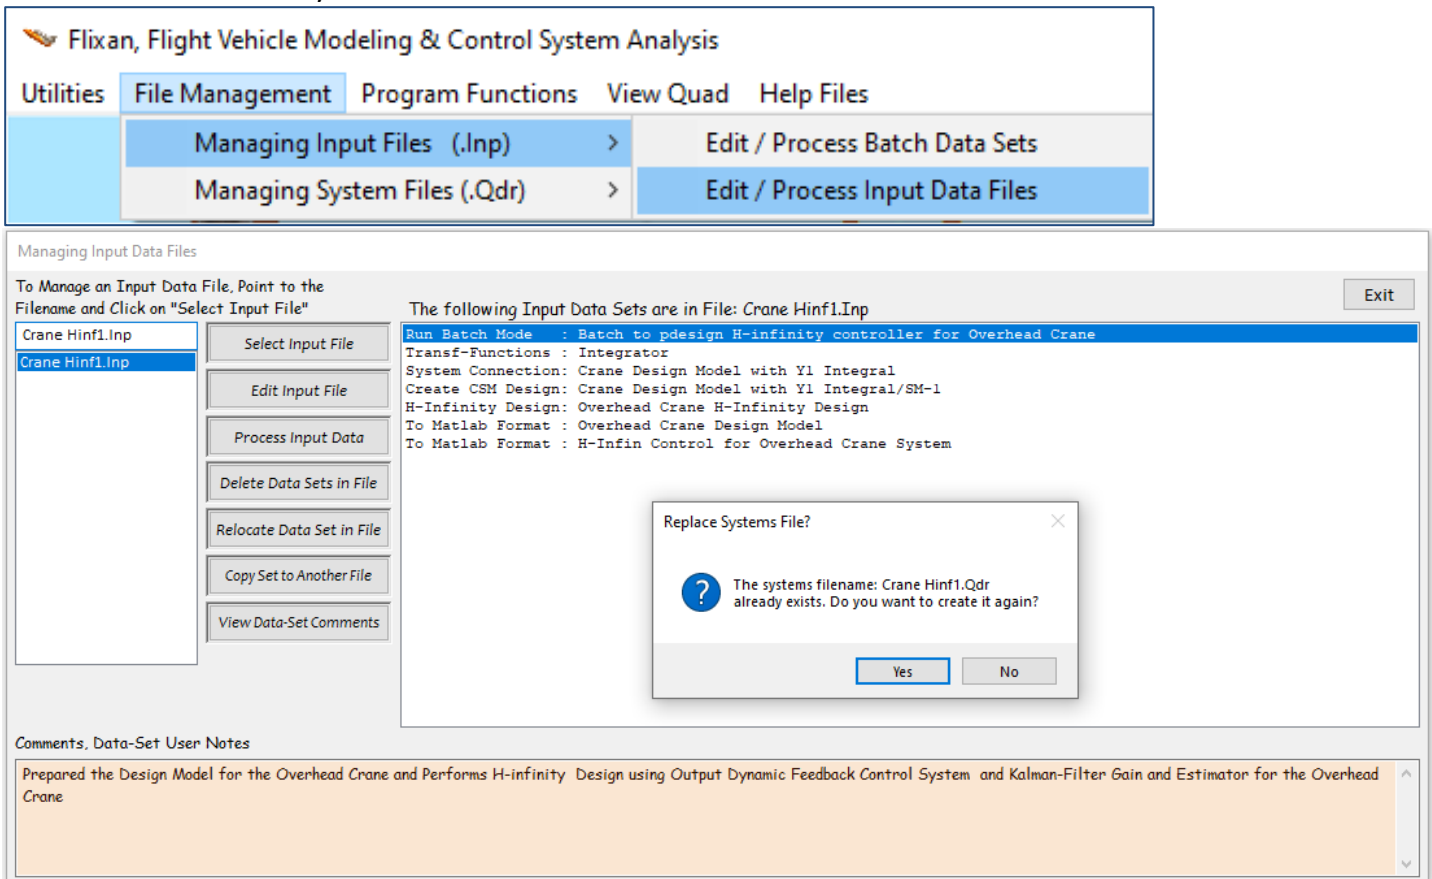 Flixan, Flight Vehicle Modeling & Control System Analysis
Utilities File Management Program Functions View Quad Help Files
Managing Input Files (.Inp) > Edit / Process Batch Data Sets
Managing System Files (.Qdr) > Edit / Process Input Data Files
Managing Input Data Files
To Manage an Input Data File, Point to the
Filename and Click on "Select Input File"
The following Input Data Sets are in File: Crane Hinf1.Inp
Exit
Crane Hinf1.Inp
Crane Hinf1.Inp
Select Input File
Edit Input File
Process Input Data
Delete Data Sets in File
Relocate Data Set in File
Copy Set to Another File
View Data-Set Comments
Run Batch Mode : Batch to pdesign H-infinity controller for Overhead Crane
Transf-Functions : Integrator
System Connection: Crane Design Model with Y1 Integral
Create CSM Design: Crane Design Model with Y1 Integral/SM-1
H-Infinity Design: Overhead Crane H-Infinity Design
To Matlab Format : Overhead Crane Design Model
To Matlab Format : H-Infin Control for Overhead Crane System
Replace Systems File?
?
The systems filename: Crane Hinf1.Qdr
already exists. Do you want to create it again?
Yes No
Comments, Data-Set User Notes
Prepared the Design Model for the Overhead Crane and Performs H-infinity Design using Output Dynamic Feedback Control System and Kalman-Filter Gain and Estimator for the Overhead
Crane